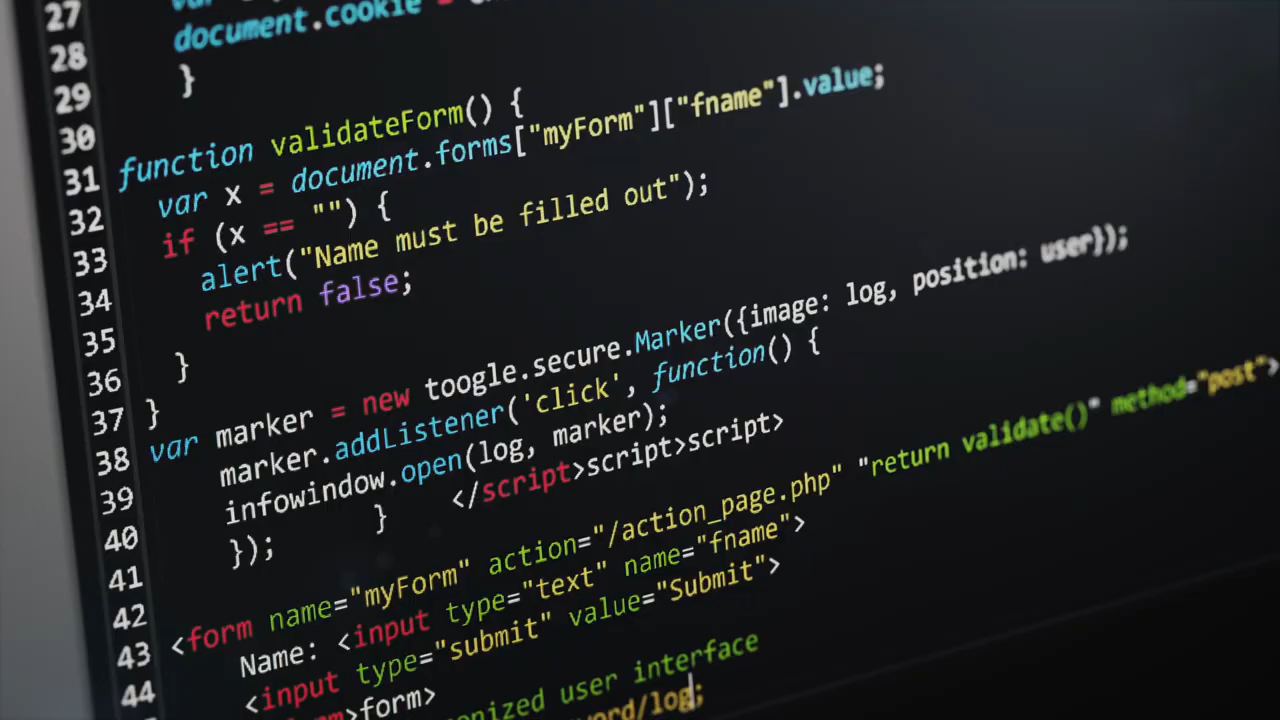 27
28 document.cookie =
29 }
30
31 function validateForm() {
32 var x = document.forms["myForm"]["fname"].value;
33 if (x == "") {
34 alert("Name must be filled out");
35 return false;
36 }
37 }
38 var marker = new toogle.secure.Marker({image: log, position: user});
39 marker.addListener('click', function() {
40 infowindow.open(log, marker);
41 }); } </script>script>script>
42
43 <form name="myForm" action="/action_page.php" "return validate()" method="post">
44 Name: <input type="text" name="fname">
<input type="submit" value="Submit">
>form>
user interface
/log;